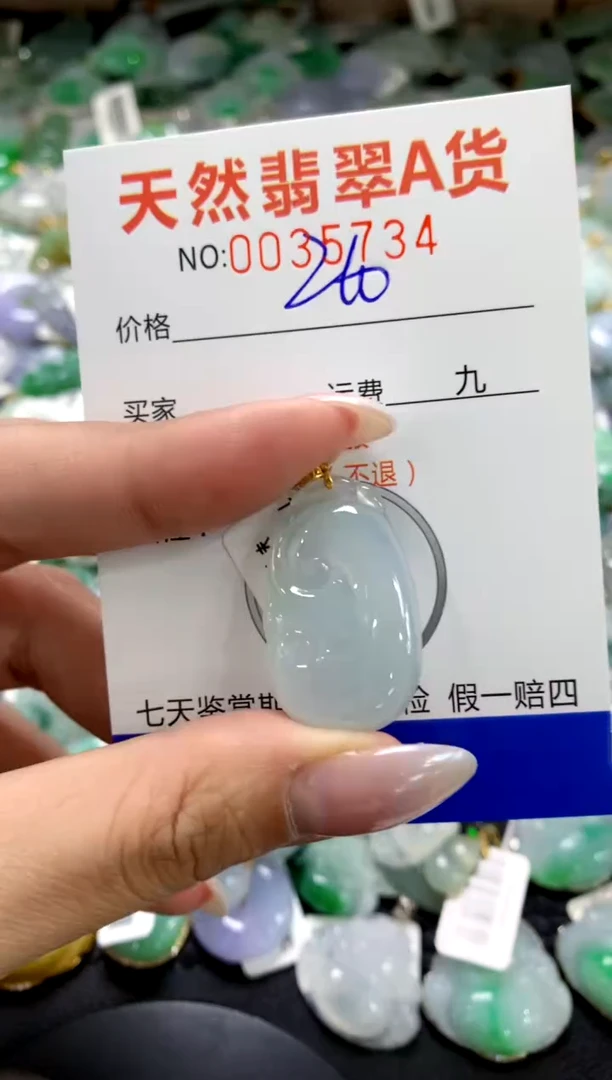 天然翡翠A货
NO:0035734
价格 260
买家 运费 九
不退）
七天鉴赏期 检 假一赔四